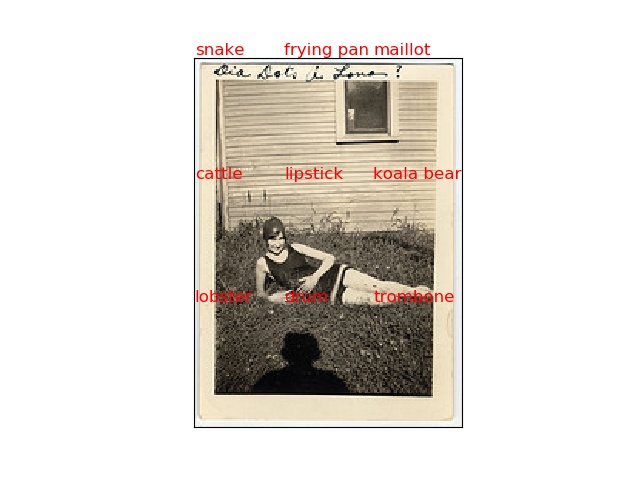 snake frying pan maillot
cattle lipstick koala bear
lobster drum trombone